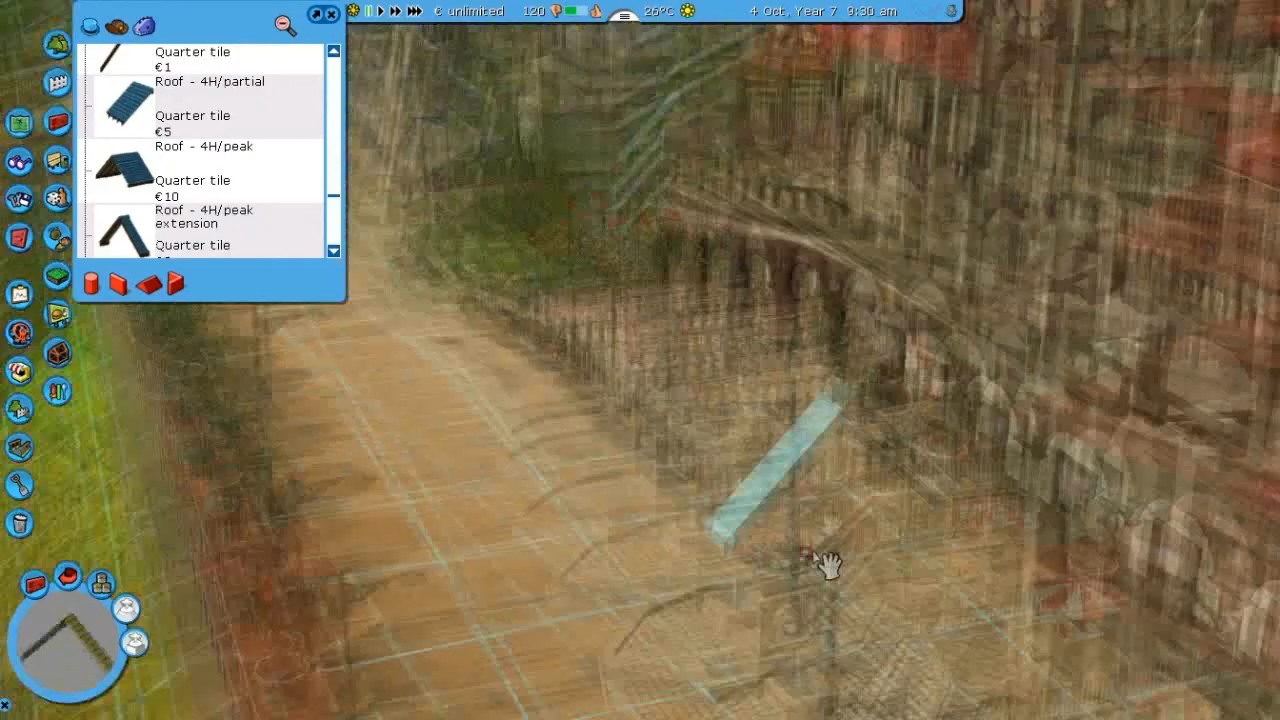 € unlimited 120 26°C 4 Oct, Year 7 9:30 am
Quarter tile
€1
Roof - 4H/partial
Quarter tile
€5
Roof - 4H/peak
Quarter tile
€10
Roof - 4H/peak
extension
Quarter tile